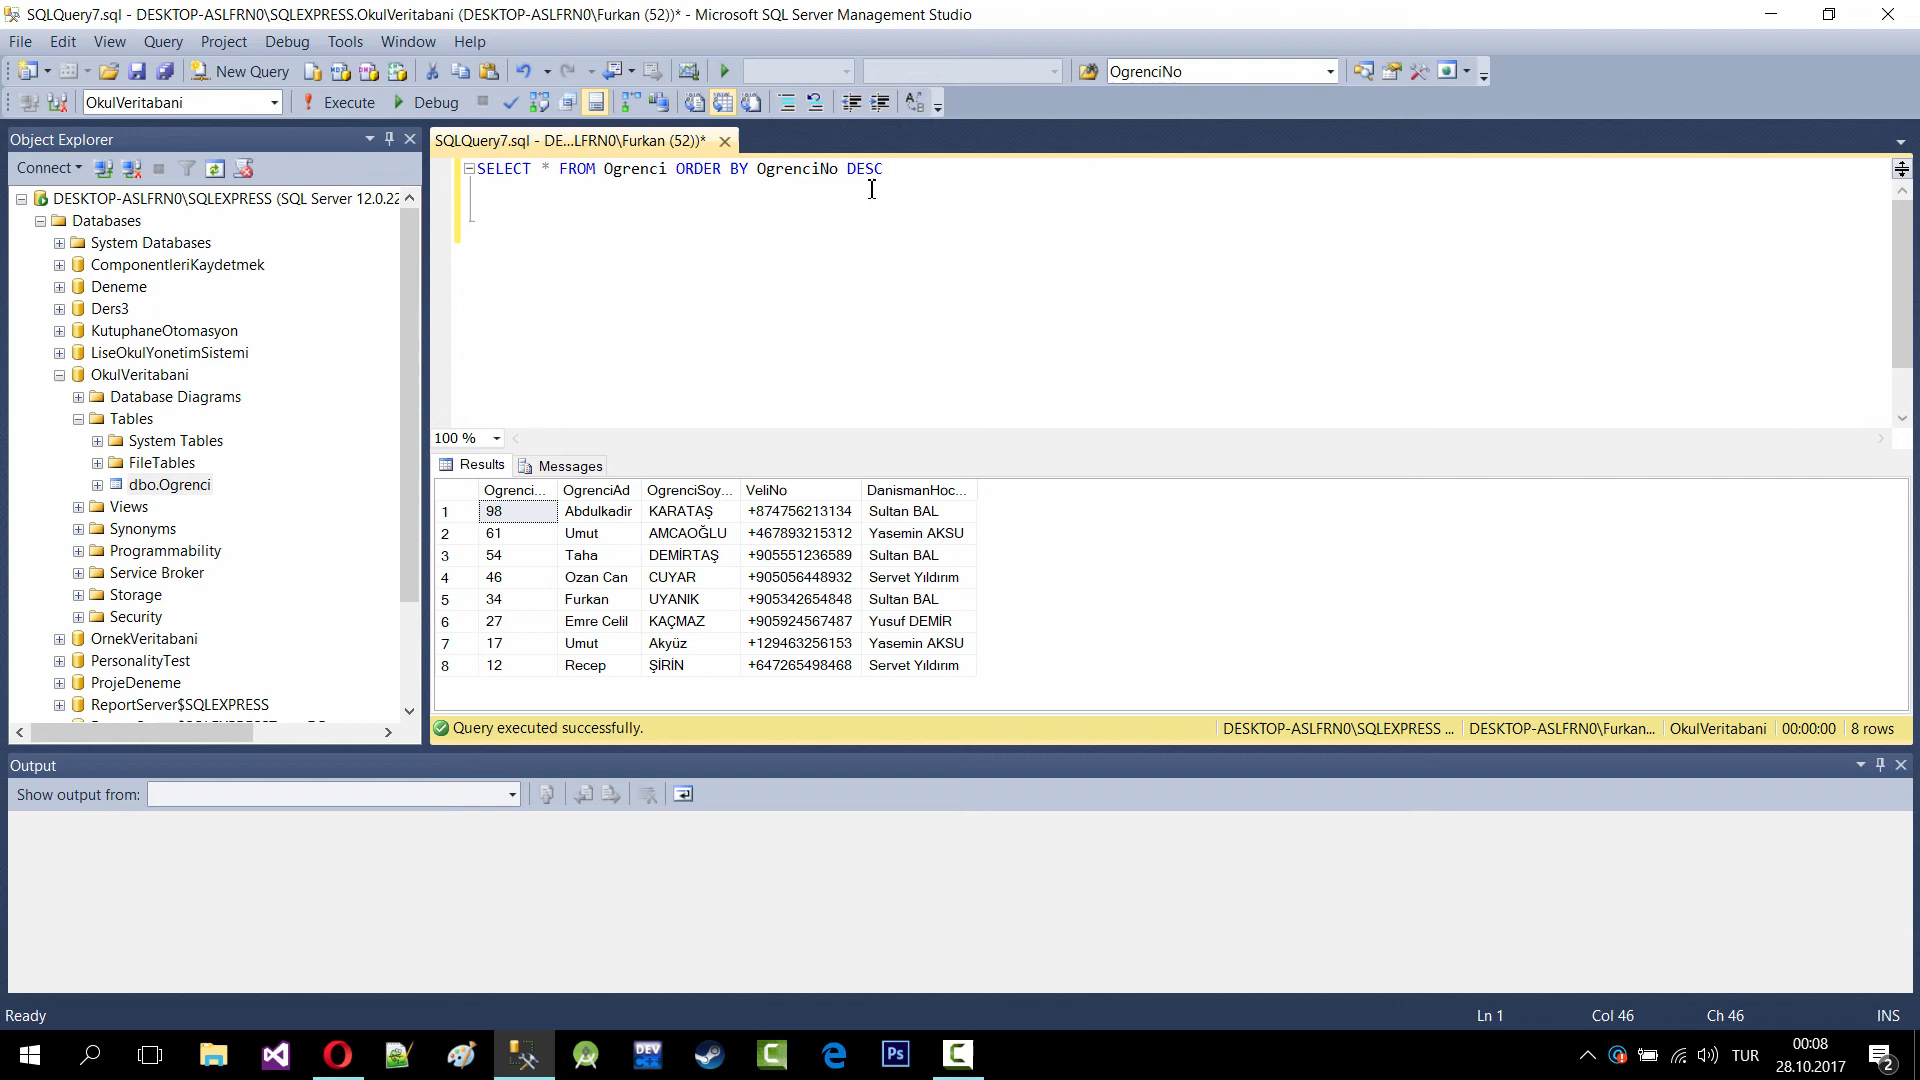 SQLQuery7.sql - DESKTOP-ASLFRN0\SQLEXPRESS.OkulVeritabani (DESKTOP-ASLFRN0\Furkan (52))* - Microsoft SQL Server Management Studio
File Edit View Query Project Debug Tools Window Help
New Query OgrenciNo
OkulVeritabani Execute Debug
Object Explorer
Connect
DESKTOP-ASLFRN0\SQLEXPRESS (SQL Server 12.0.22
Databases
System Databases
ComponentleriKaydetmek
Deneme
Ders3
KutuphaneOtomasyon
LiseOkulYonetimSistemi
OkulVeritabani
Database Diagrams
Tables
System Tables
FileTables
dbo.Ogrenci
Views
Synonyms
Programmability
Service Broker
Storage
Security
OrnekVeritabani
PersonalityTest
ProjeDeneme
ReportServer$SQLEXPRESS
SQLQuery7.sql - DE...LFRN0\Furkan (52))*
SELECT * FROM Ogrenci ORDER BY OgrenciNo DESC
100 %
Results Messages
Ogrenci... OgrenciAd OgrenciSoy... VeliNo DanismanHoc...
1 98 Abdulkadir KARATAŞ +874756213134 Sultan BAL
2 61 Umut AMCAOĞLU +467893215312 Yasemin AKSU
3 54 Taha DEMİRTAŞ +905551236589 Sultan BAL
4 46 Ozan Can CUYAR +905056448932 Servet Yıldırım
5 34 Furkan UYANIK +905342654848 Sultan BAL
6 27 Emre Celil KAÇMAZ +905924567487 Yusuf DEMİR
7 17 Umut Akyüz +129463256153 Yasemin AKSU
8 12 Recep ŞİRİN +647265498468 Servet Yıldırım
Query executed successfully. DESKTOP-ASLFRN0\SQLEXPRESS ... DESKTOP-ASLFRN0\Furkan... OkulVeritabani 00:00:00 8 rows
Output
Show output from:
Ready Ln 1 Col 46 Ch 46 INS
DEV Ps TUR 00:08
28.10.2017
2